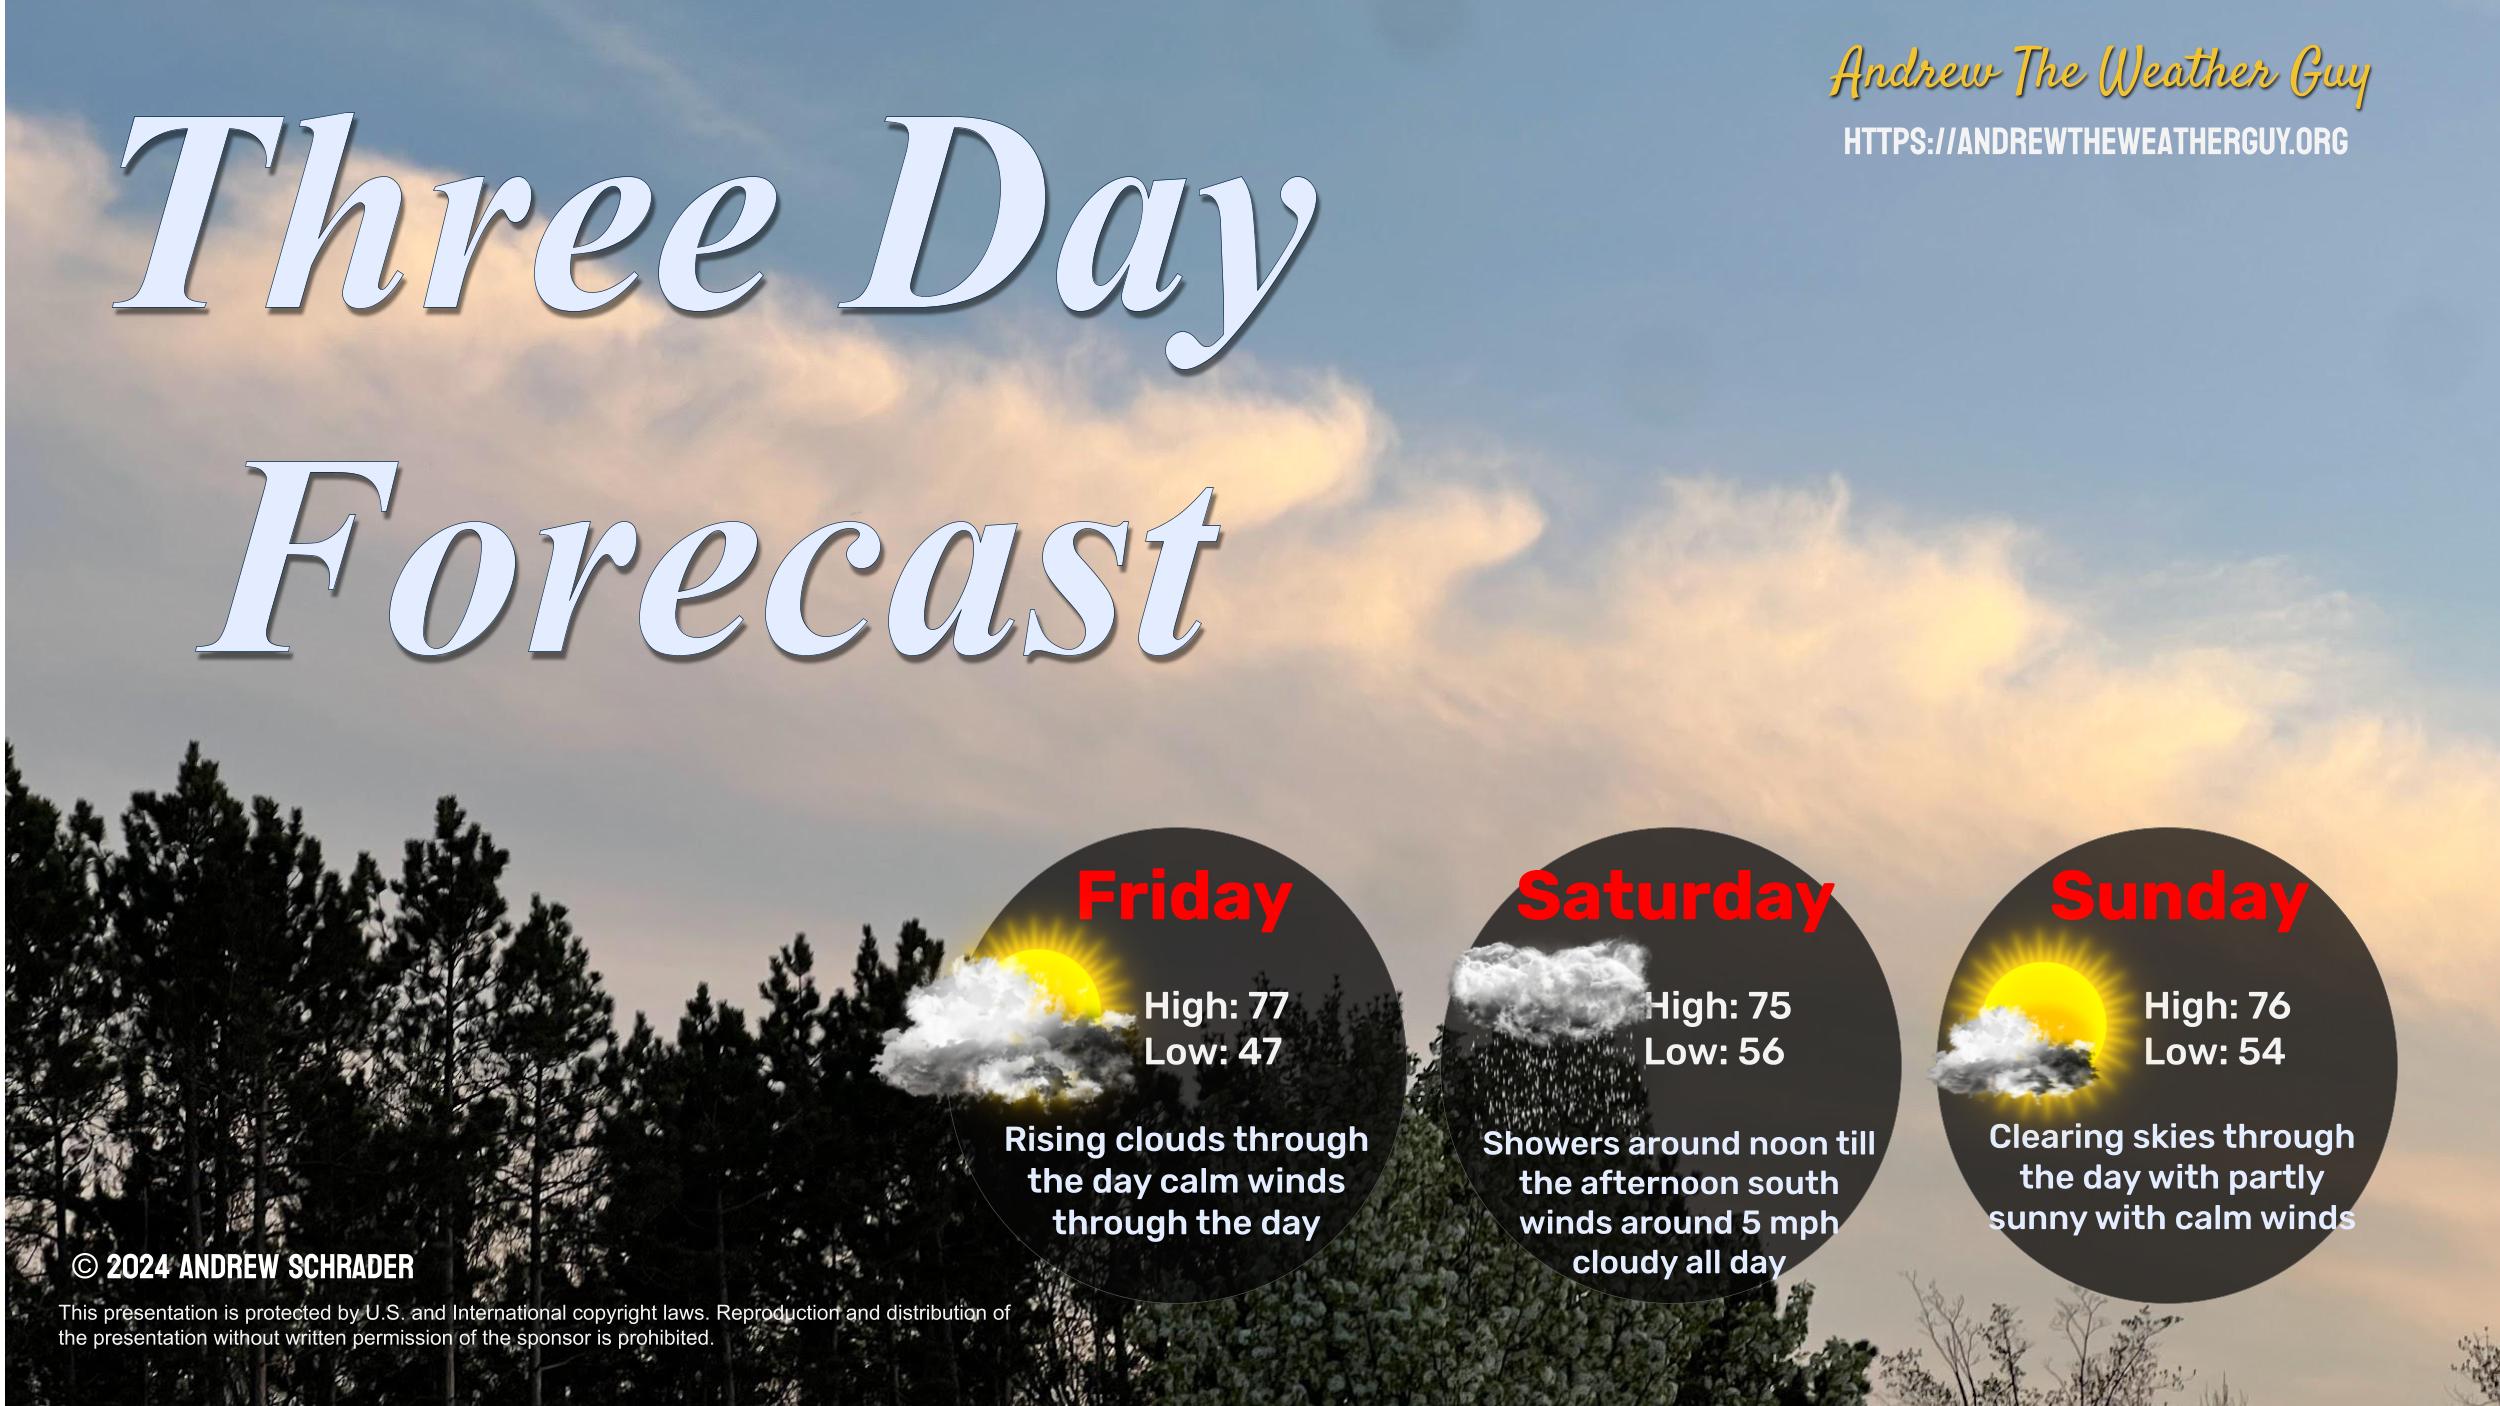 Andrew The Weather Guy
HTTPS://ANDREWTHEWEATHERGUY.ORG
Three Day
Forecast
Friday
High: 77
Low: 47
Rising clouds through
the day calm winds
through the day
Saturday
High: 75
Low: 56
Showers around noon till
the afternoon south
winds around 5 mph
cloudy all day
Sunday
High: 76
Low: 54
Clearing skies through
the day with partly
sunny with calm winds
© 2024 ANDREW SCHRADER
This presentation is protected by U.S. and International copyright laws. Reproduction and distribution of
the presentation without written permission of the sponsor is prohibited.